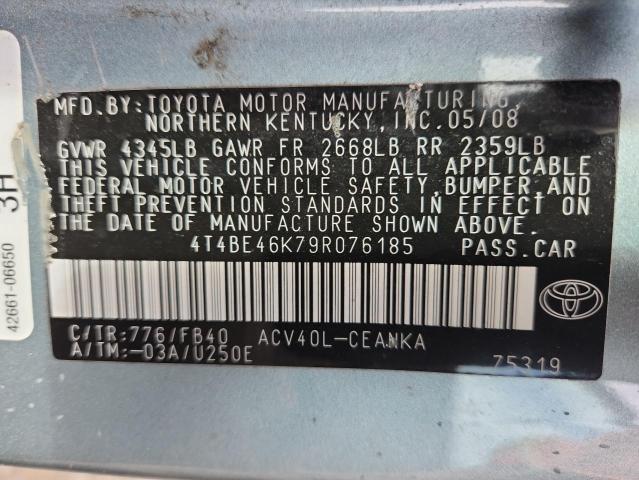 MFD.BY:TOYOTA MOTOR MANUFACTURING,
NORTHERN KENTUCKY,INC.05/08
GVWR 4345LB GAWR FR 2668LB RR 2359LB
THIS VEHICLE CONFORMS TO ALL APPLICABLE
FEDERAL MOTOR VEHICLE SAFETY,BUMPER,AND
THEFT PREVENTION STANDARDS IN EFFECT ON
THE DATE OF MANUFACTURE SHOWN ABOVE.
4T4BE46K79R076185 PASS.CAR
C/TR:776/FB40 ACV40L-CEANKA
A/TM:-03A/U250E 75319
42661-06650 3H